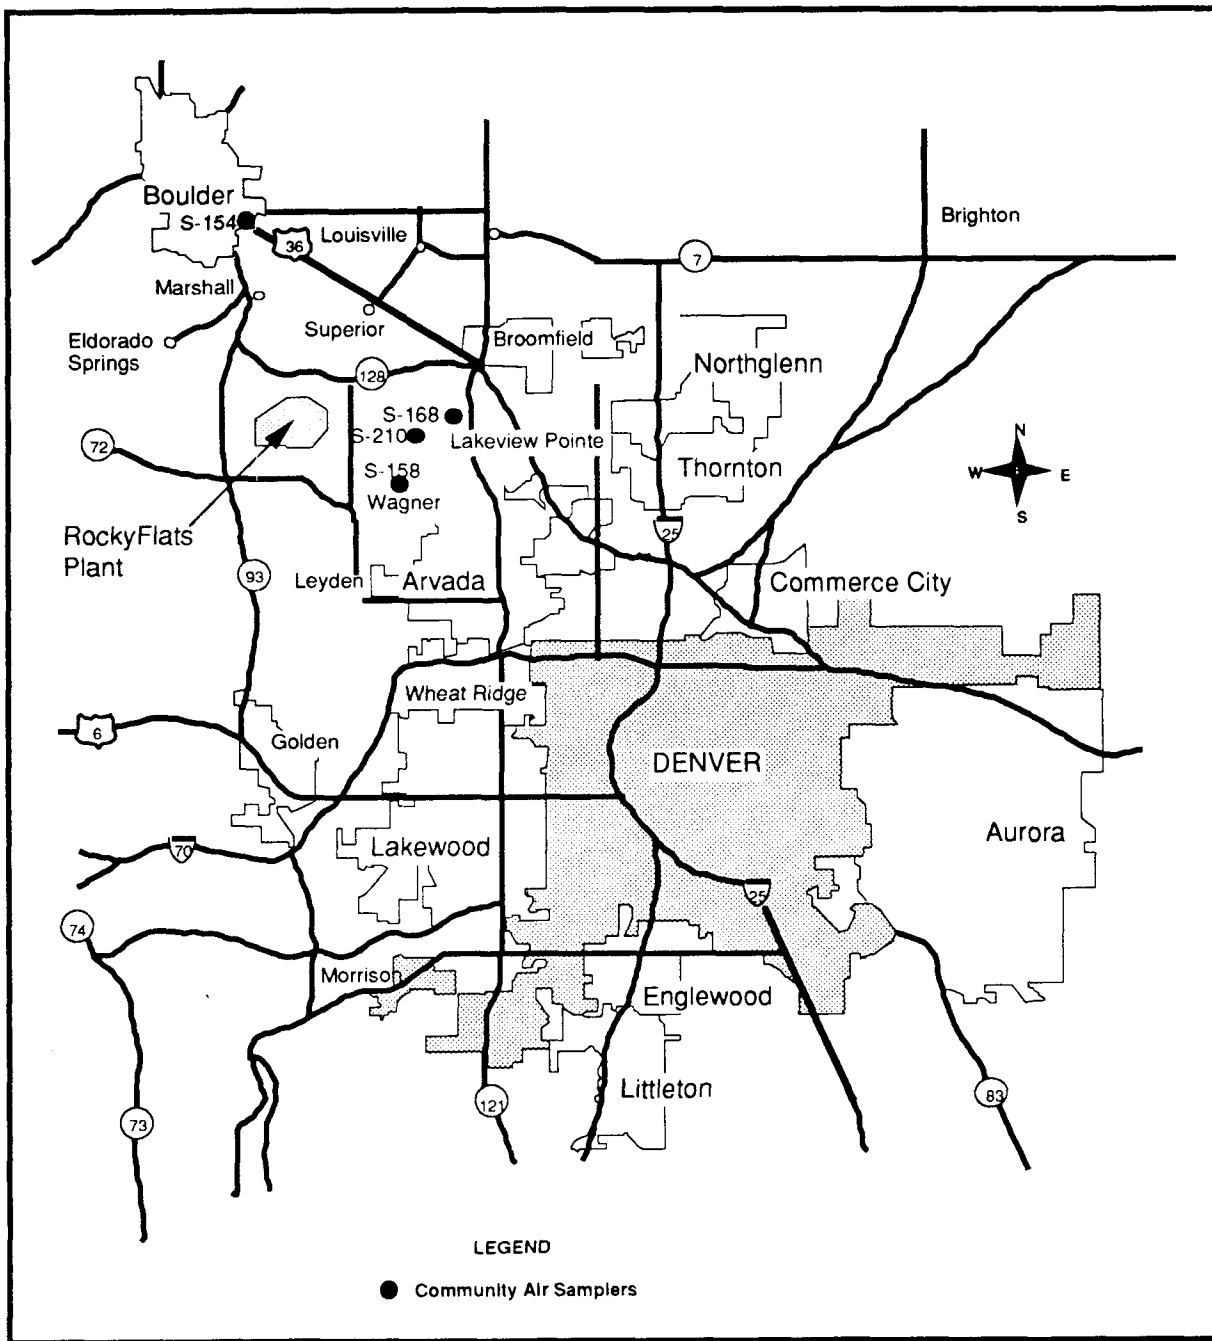 Boulder
S-154
36
Louisville
Brighton
7
Marshall
Superior
Eldorado
Springs
Broomfield
Northglenn
128
S-168
S-210
Lakeview Pointe
72
S-158
Wagner
Thornton
N
W
E
S
RockyFlats
Plant
25
93
Leyden
Arvada
Commerce City
Wheat Ridge
6
Golden
DENVER
70
Lakewood
Aurora
25
74
Morrison
Englewood
Littleton
121
83
73
LEGEND
Community Air Samplers